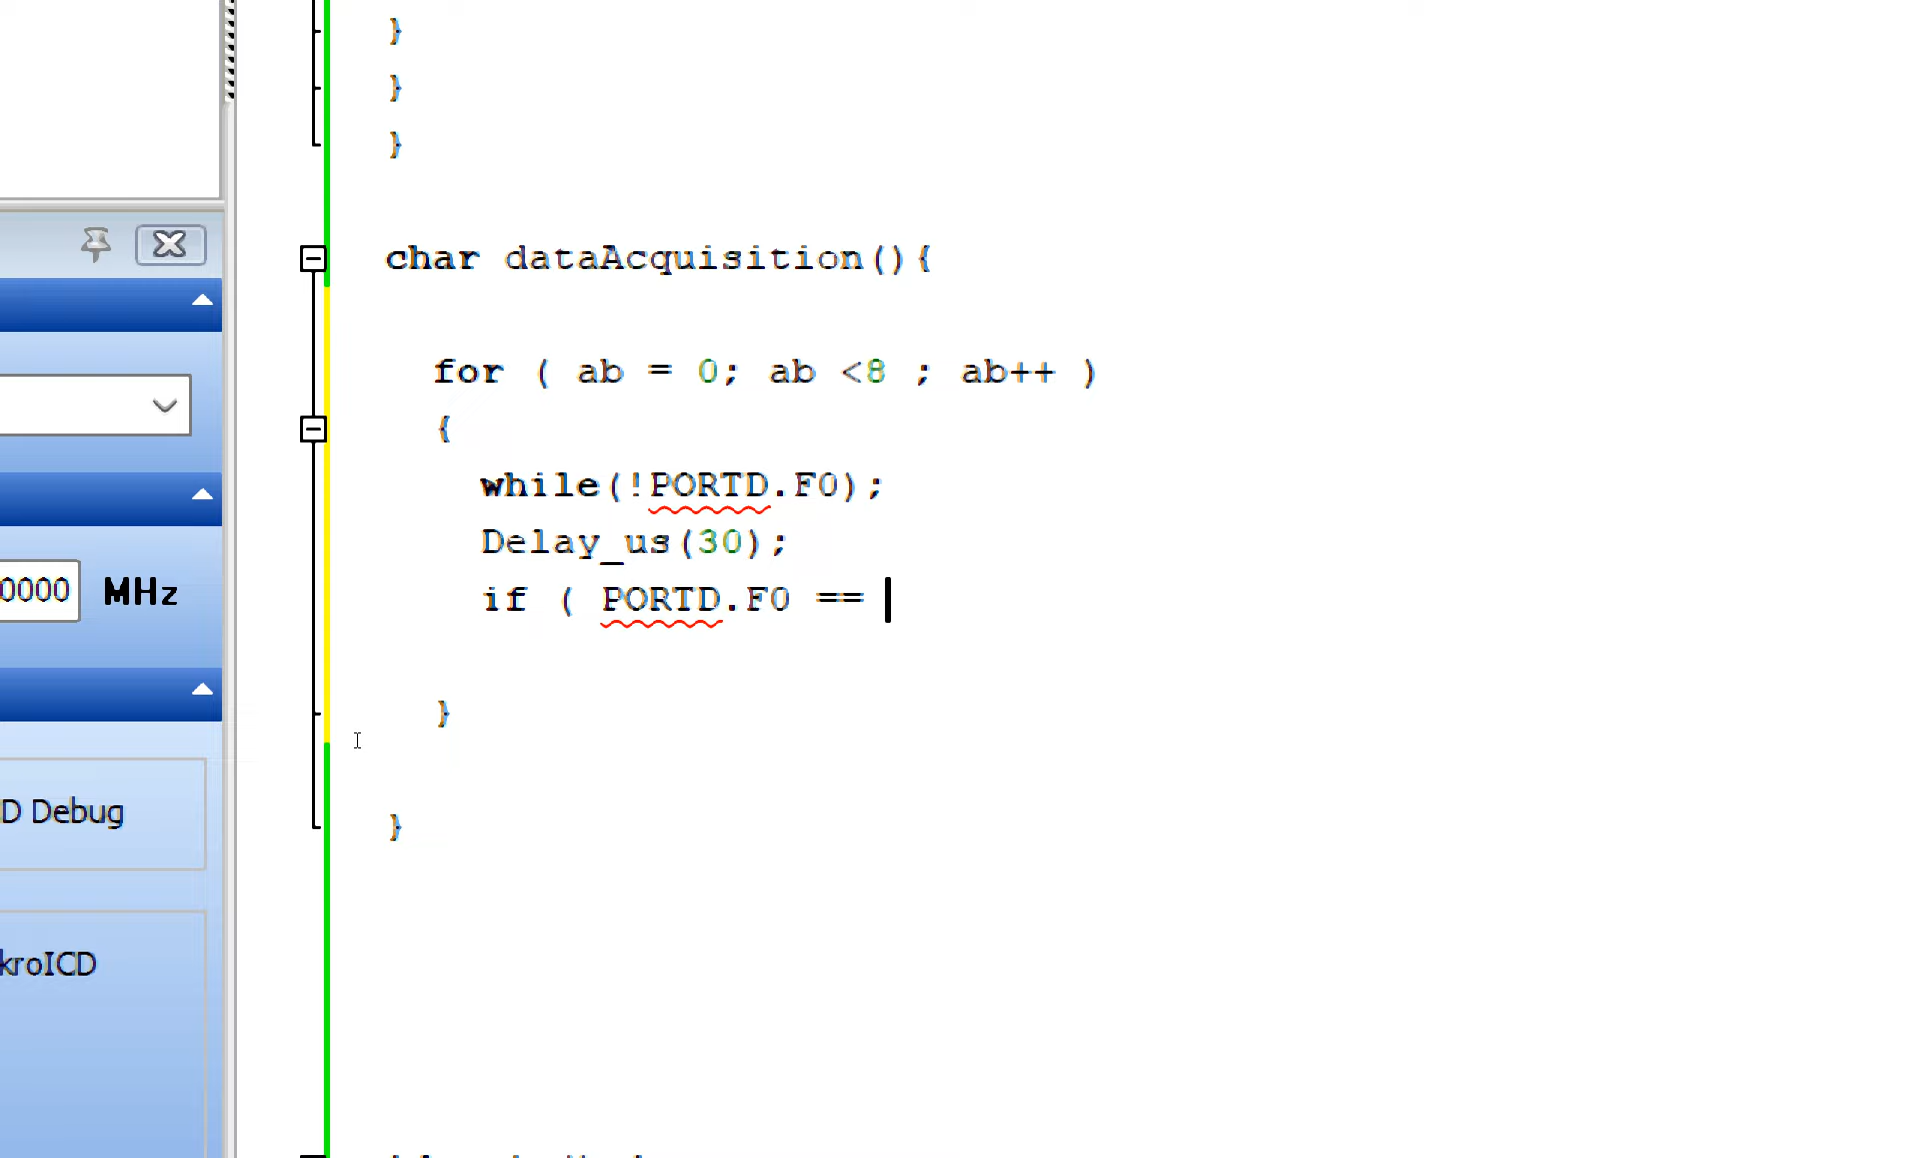 }
}
}
char dataAcquisition(){
for ( ab = 0; ab <8 ; ab++ )
{
while(!PORTD.F0);
Delay_us(30);
if ( PORTD.F0 ==
}
}
0000 MHz
D Debug
kroICD